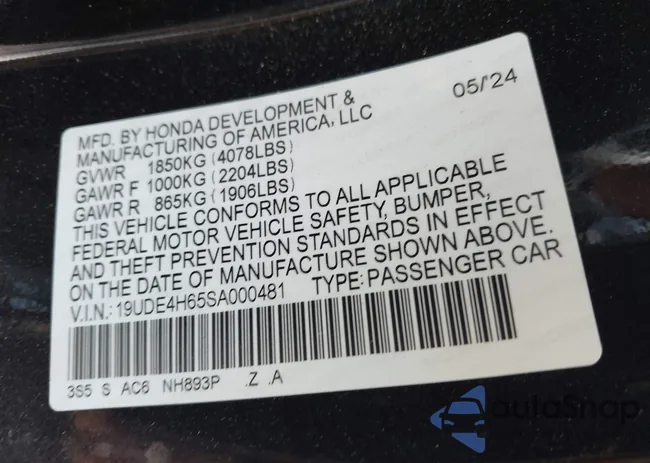 MFD. BY HONDA DEVELOPMENT & 05/'24
MANUFACTURING OF AMERICA, LLC
GVWR 1850KG (4078LBS)
GAWR F 1000KG (2204LBS)
GAWR R 865KG (1906LBS)
THIS VEHICLE CONFORMS TO ALL APPLICABLE
FEDERAL MOTOR VEHICLE SAFETY, BUMPER,
AND THEFT PREVENTION STANDARDS IN EFFECT
ON THE DATE OF MANUFACTURE SHOWN ABOVE.
V.I.N.: 19UDE4H65SA000481 TYPE: PASSENGER CAR
3S5 S AC6 NH893P .Z .A
autoSnap